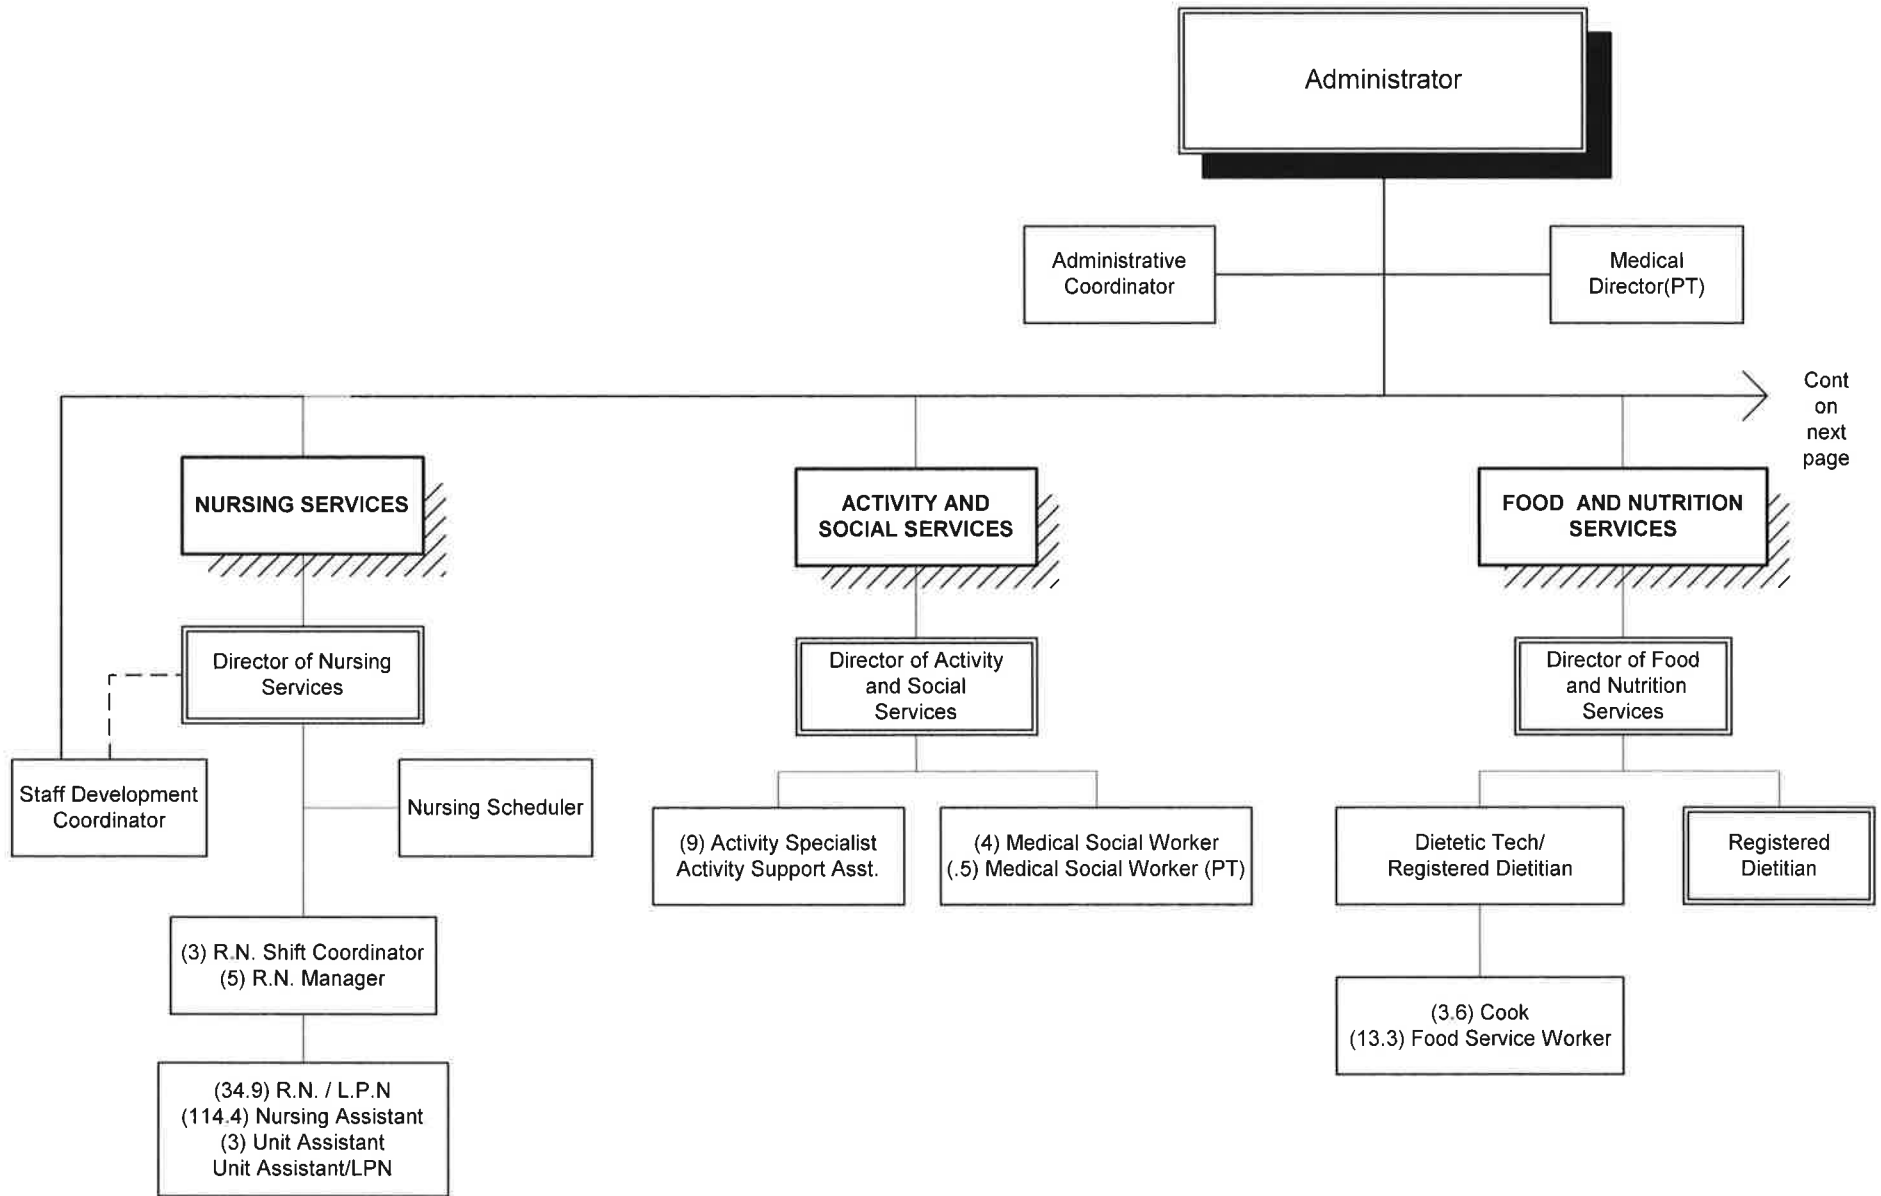 Administrator
Administrative
Coordinator
Medical
Director(PT)
Cont
on
next
page
NURSING SERVICES
ACTIVITY AND
SOCIAL SERVICES
FOOD AND NUTRITION
SERVICES
Director of Nursing
Services
Director of Activity
and Social
Services
Director of Food
and Nutrition
Services
Staff Development
Coordinator
Nursing Scheduler
(9) Activity Specialist
Activity Support Asst.
(4) Medical Social Worker
(.5) Medical Social Worker (PT)
Dietetic Tech/
Registered Dietitian
Registered
Dietitian
(3) R.N. Shift Coordinator
(5) R.N. Manager
(3.6) Cook
(13.3) Food Service Worker
(34.9) R.N. / L.P.N
(114.4) Nursing Assistant
(3) Unit Assistant
Unit Assistant/LPN